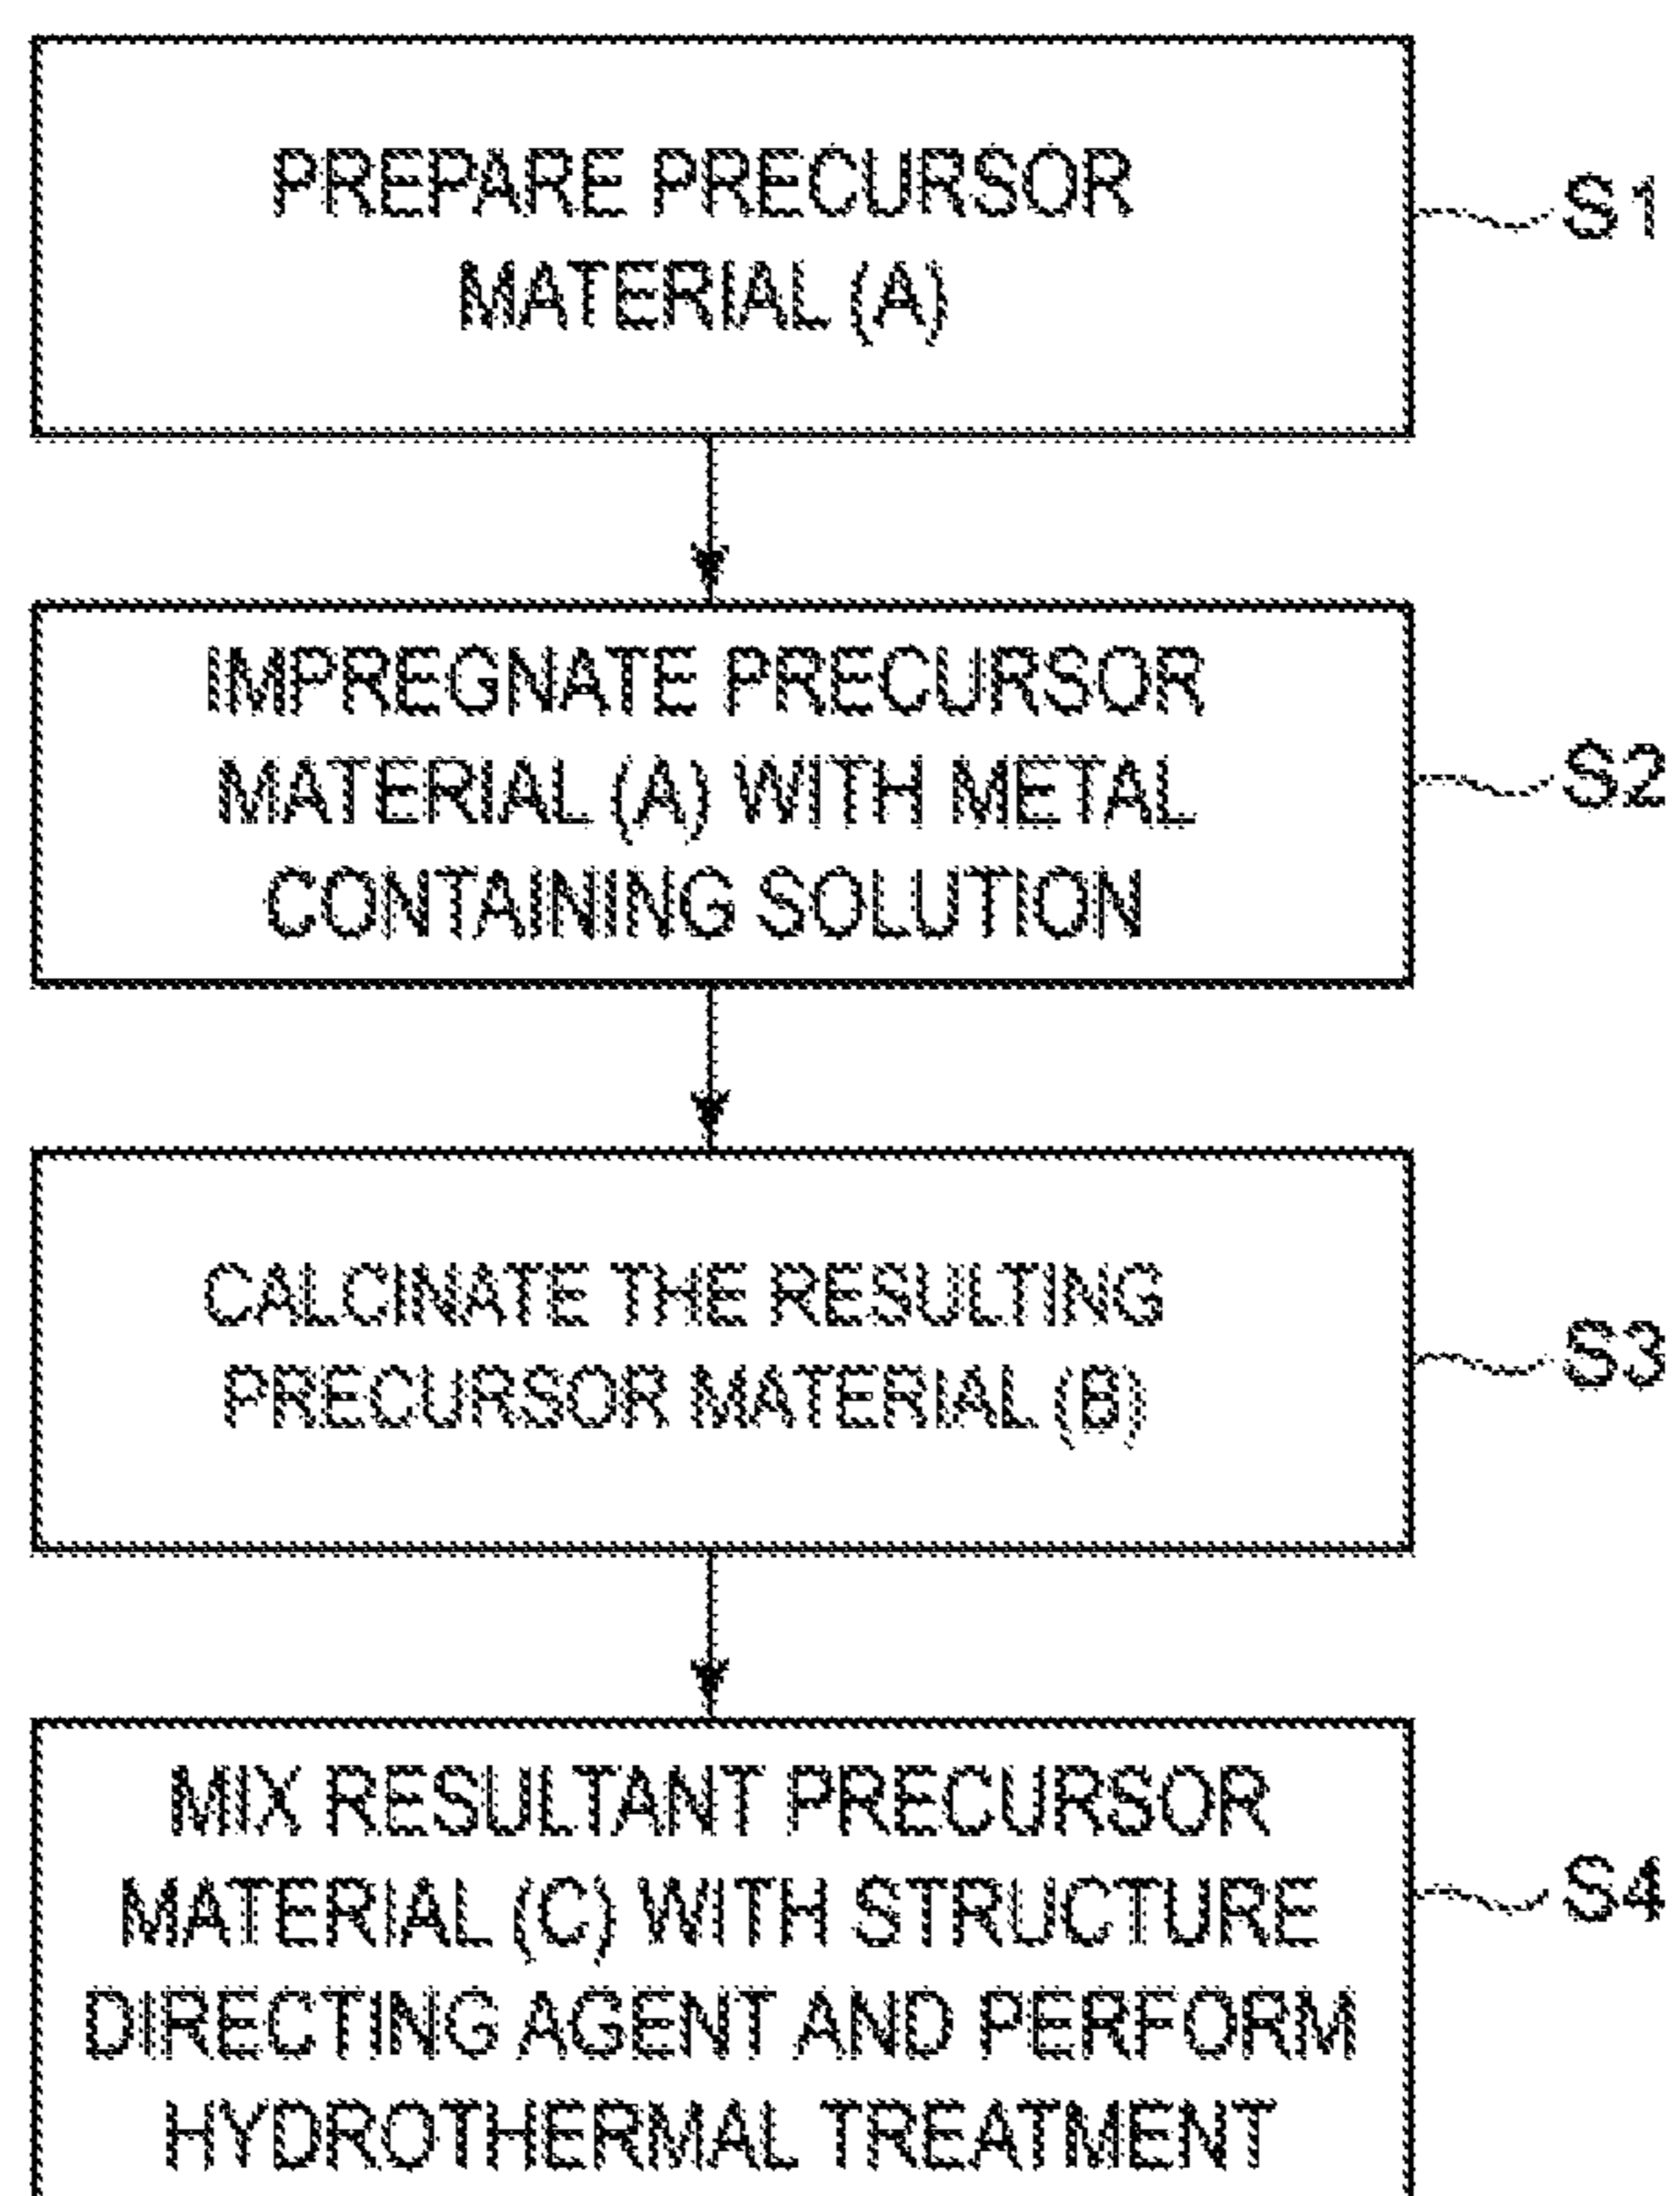 PREPARE PRECURSOR
MATERIAL (A)
S1
IMPREGNATE PRECURSOR
MATERIAL (A) WITH METAL
CONTAINING SOLUTION
S2
CALCINATE THE RESULTING
PRECURSOR MATERIAL (B)
S3
MIX RESULTANT PRECURSOR
MATERIAL (C) WITH STRUCTURE
DIRECTING AGENT AND PERFORM
HYDROTHERMAL TREATMENT
S4